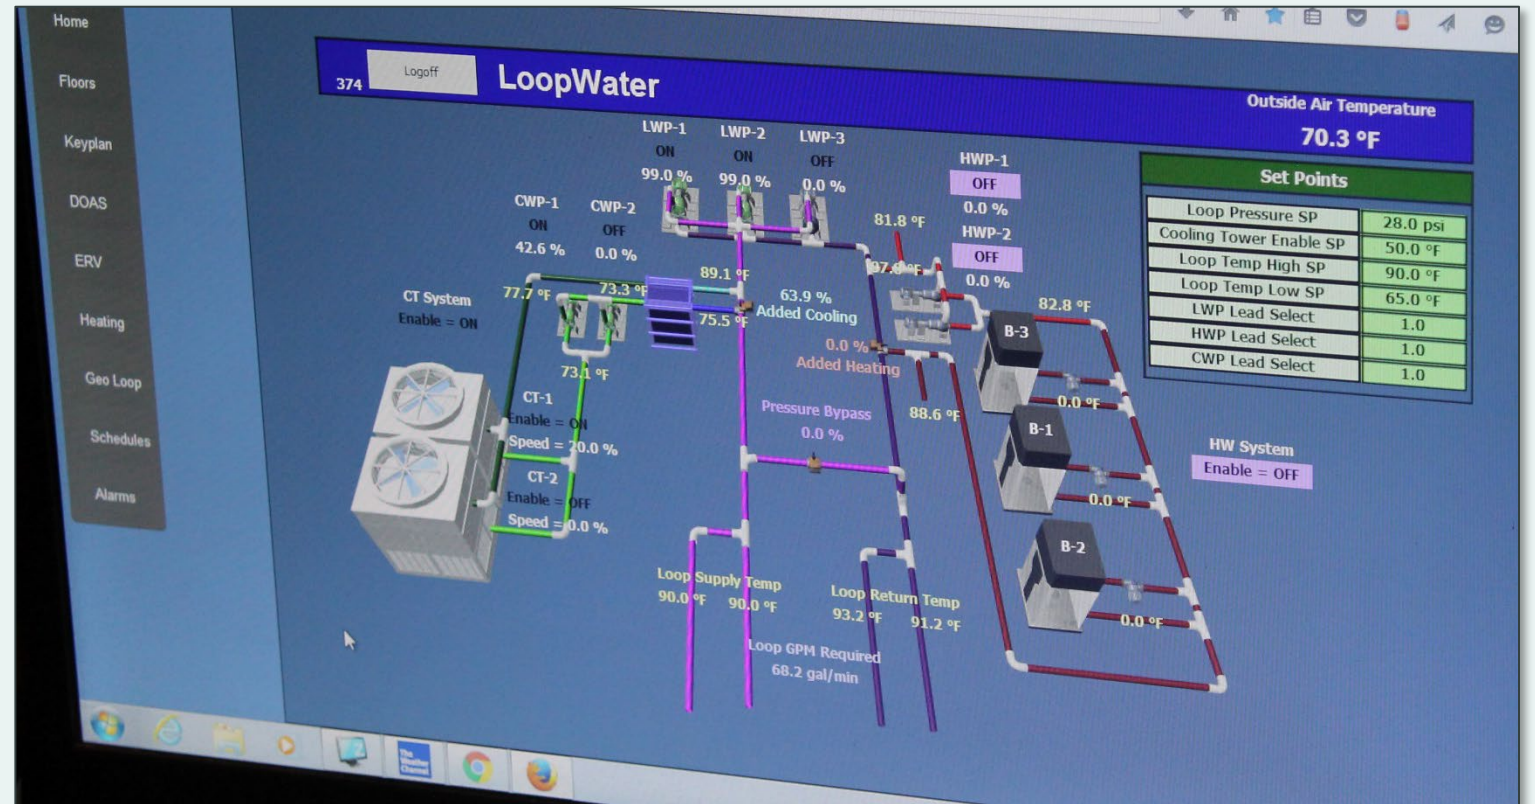 Home
Floors
Keyplan
DOAS
ERV
Heating
Geo Loop
Schedules
Alarms
374
Logoff
LoopWater
Outside Air Temperature
70.3 °F
Set Points
Loop Pressure SP 28.0 psi
Cooling Tower Enable SP 50.0 °F
Loop Temp High SP 90.0 °F
Loop Temp Low SP 65.0 °F
LWP Lead Select 1.0
HWP Lead Select 1.0
CWP Lead Select 1.0
LWP-1
ON
99.0 %
LWP-2
ON
99.0 %
LWP-3
OFF
0.0 %
HWP-1
OFF
0.0 %
HWP-2
OFF
0.0 %
CWP-1
ON
42.6 %
CWP-2
OFF
0.0 %
81.8 °F
89.1 °F
77.7 °F
73.3 °F
75.5 °F
73.1 °F
63.9 %
Added Cooling
0.0 %
Added Heating
82.8 °F
88.6 °F
CT System
Enable = ON
CT-1
Enable = ON
Speed = 20.0 %
CT-2
Enable = OFF
Speed = 0.0 %
Pressure Bypass
0.0 %
B-3
0.0 °F
B-1
0.0 °F
B-2
0.0 °F
HW System
Enable = OFF
Loop Supply Temp
90.0 °F 90.0 °F
Loop Return Temp
93.2 °F 91.2 °F
Loop GPM Required
68.2 gal/min
The
Weather
Channel